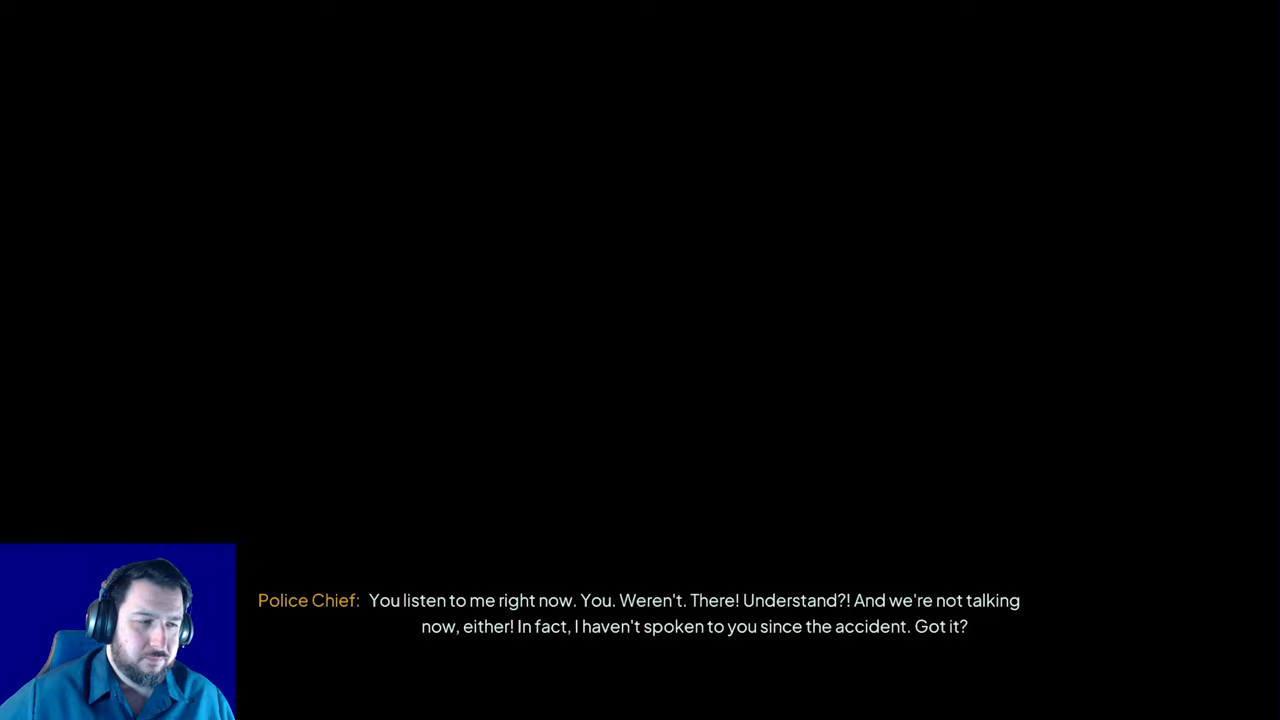 Police Chief: You listen to me right now. You. Weren't. There! Understand?! And we're not talking
now, either! In fact, I haven't spoken to you since the accident. Got it?